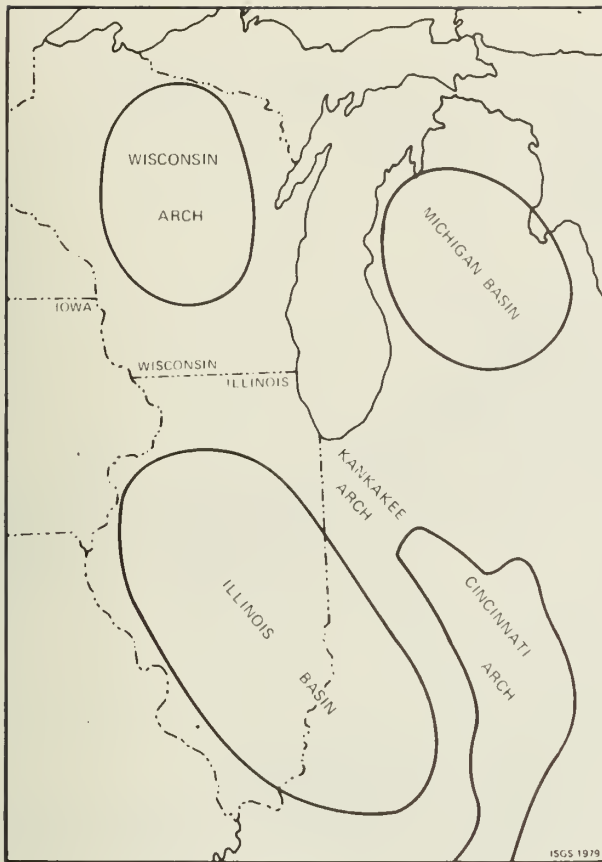 WISCONSIN
ARCH
MICHIGAN BASIN
IOWA
WISCONSIN
ILLINOIS
KANKAKEE
ARCH
ILLINOIS
BASIN
CINCINNATI
ARCH
ISGS 1979